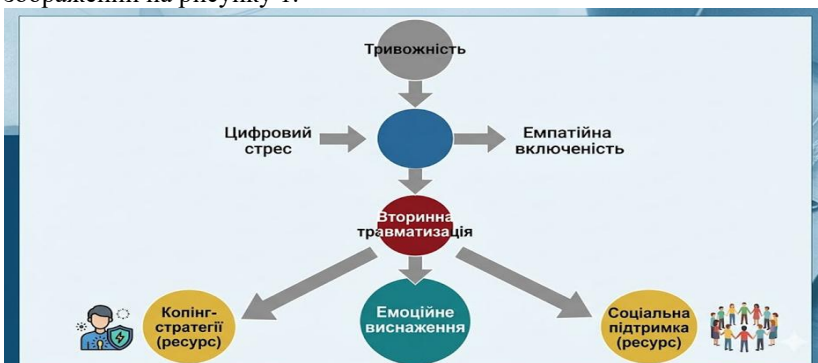 зображений на рисунку 1.
Тривожність
Цифровий
стрес
Емпатійна
включеність
Вторинна
травматизація
Копінг-
стратегії
(ресурс)
Емоційне
виснаження
Соціальна
підтримка
(ресурс)